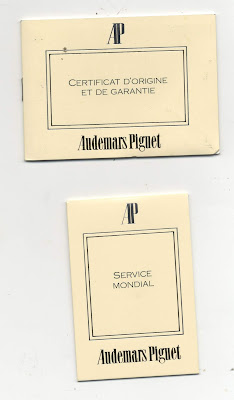 AP
CERTIFICAT D'ORIGINE
ET DE GARANTIE
Audemars Piguet
AP
SERVICE
MONDIAL
Audemars Piguet